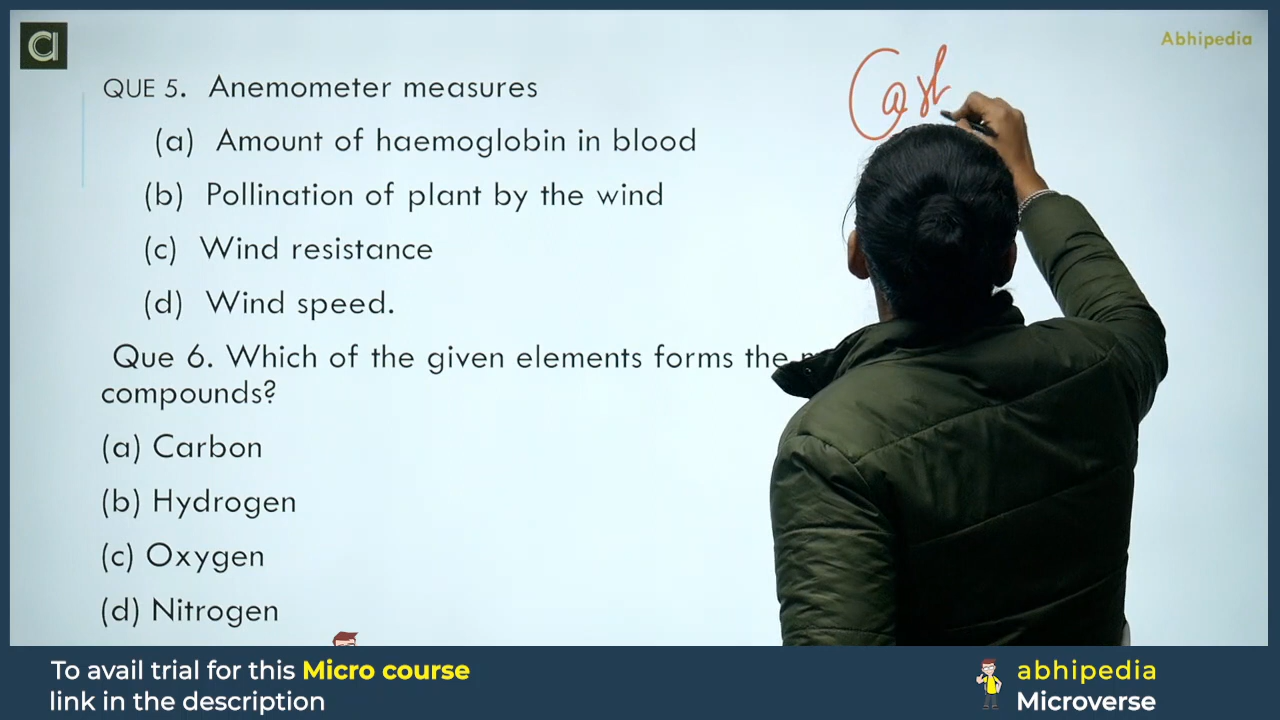 Abhipedia
QUE 5. Anemometer measures
(a) Amount of haemoglobin in blood
(b) Pollination of plant by the wind
(c) Wind resistance
(d) Wind speed.
Que 6. Which of the given elements forms the
compounds?
(a) Carbon
(b) Hydrogen
(c) Oxygen
(d) Nitrogen
To avail trial for this Micro course
link in the description
abhipedia
Microverse